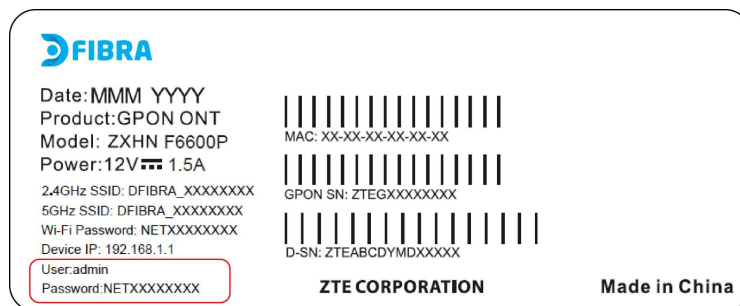 DFIBRA
Date:MMM YYYY
Product:GPON ONT
Model: ZXHN F6600P
Power:12V 1.5A
2.4GHz SSID: DFIBRA_XXXXXXXX
5GHz SSID: DFIBRA_XXXXXXXX
Wi-Fi Password: NETXXXXXXXX
Device IP: 192.168.1.1
User:admin
Password:NETXXXXXXXX
MAC: XX-XX-XX-XX-XX-XX
GPON SN: ZTEGXXXXXXXX
D-SN: ZTEABCDYMDXXXXX
ZTE CORPORATION
Made in China